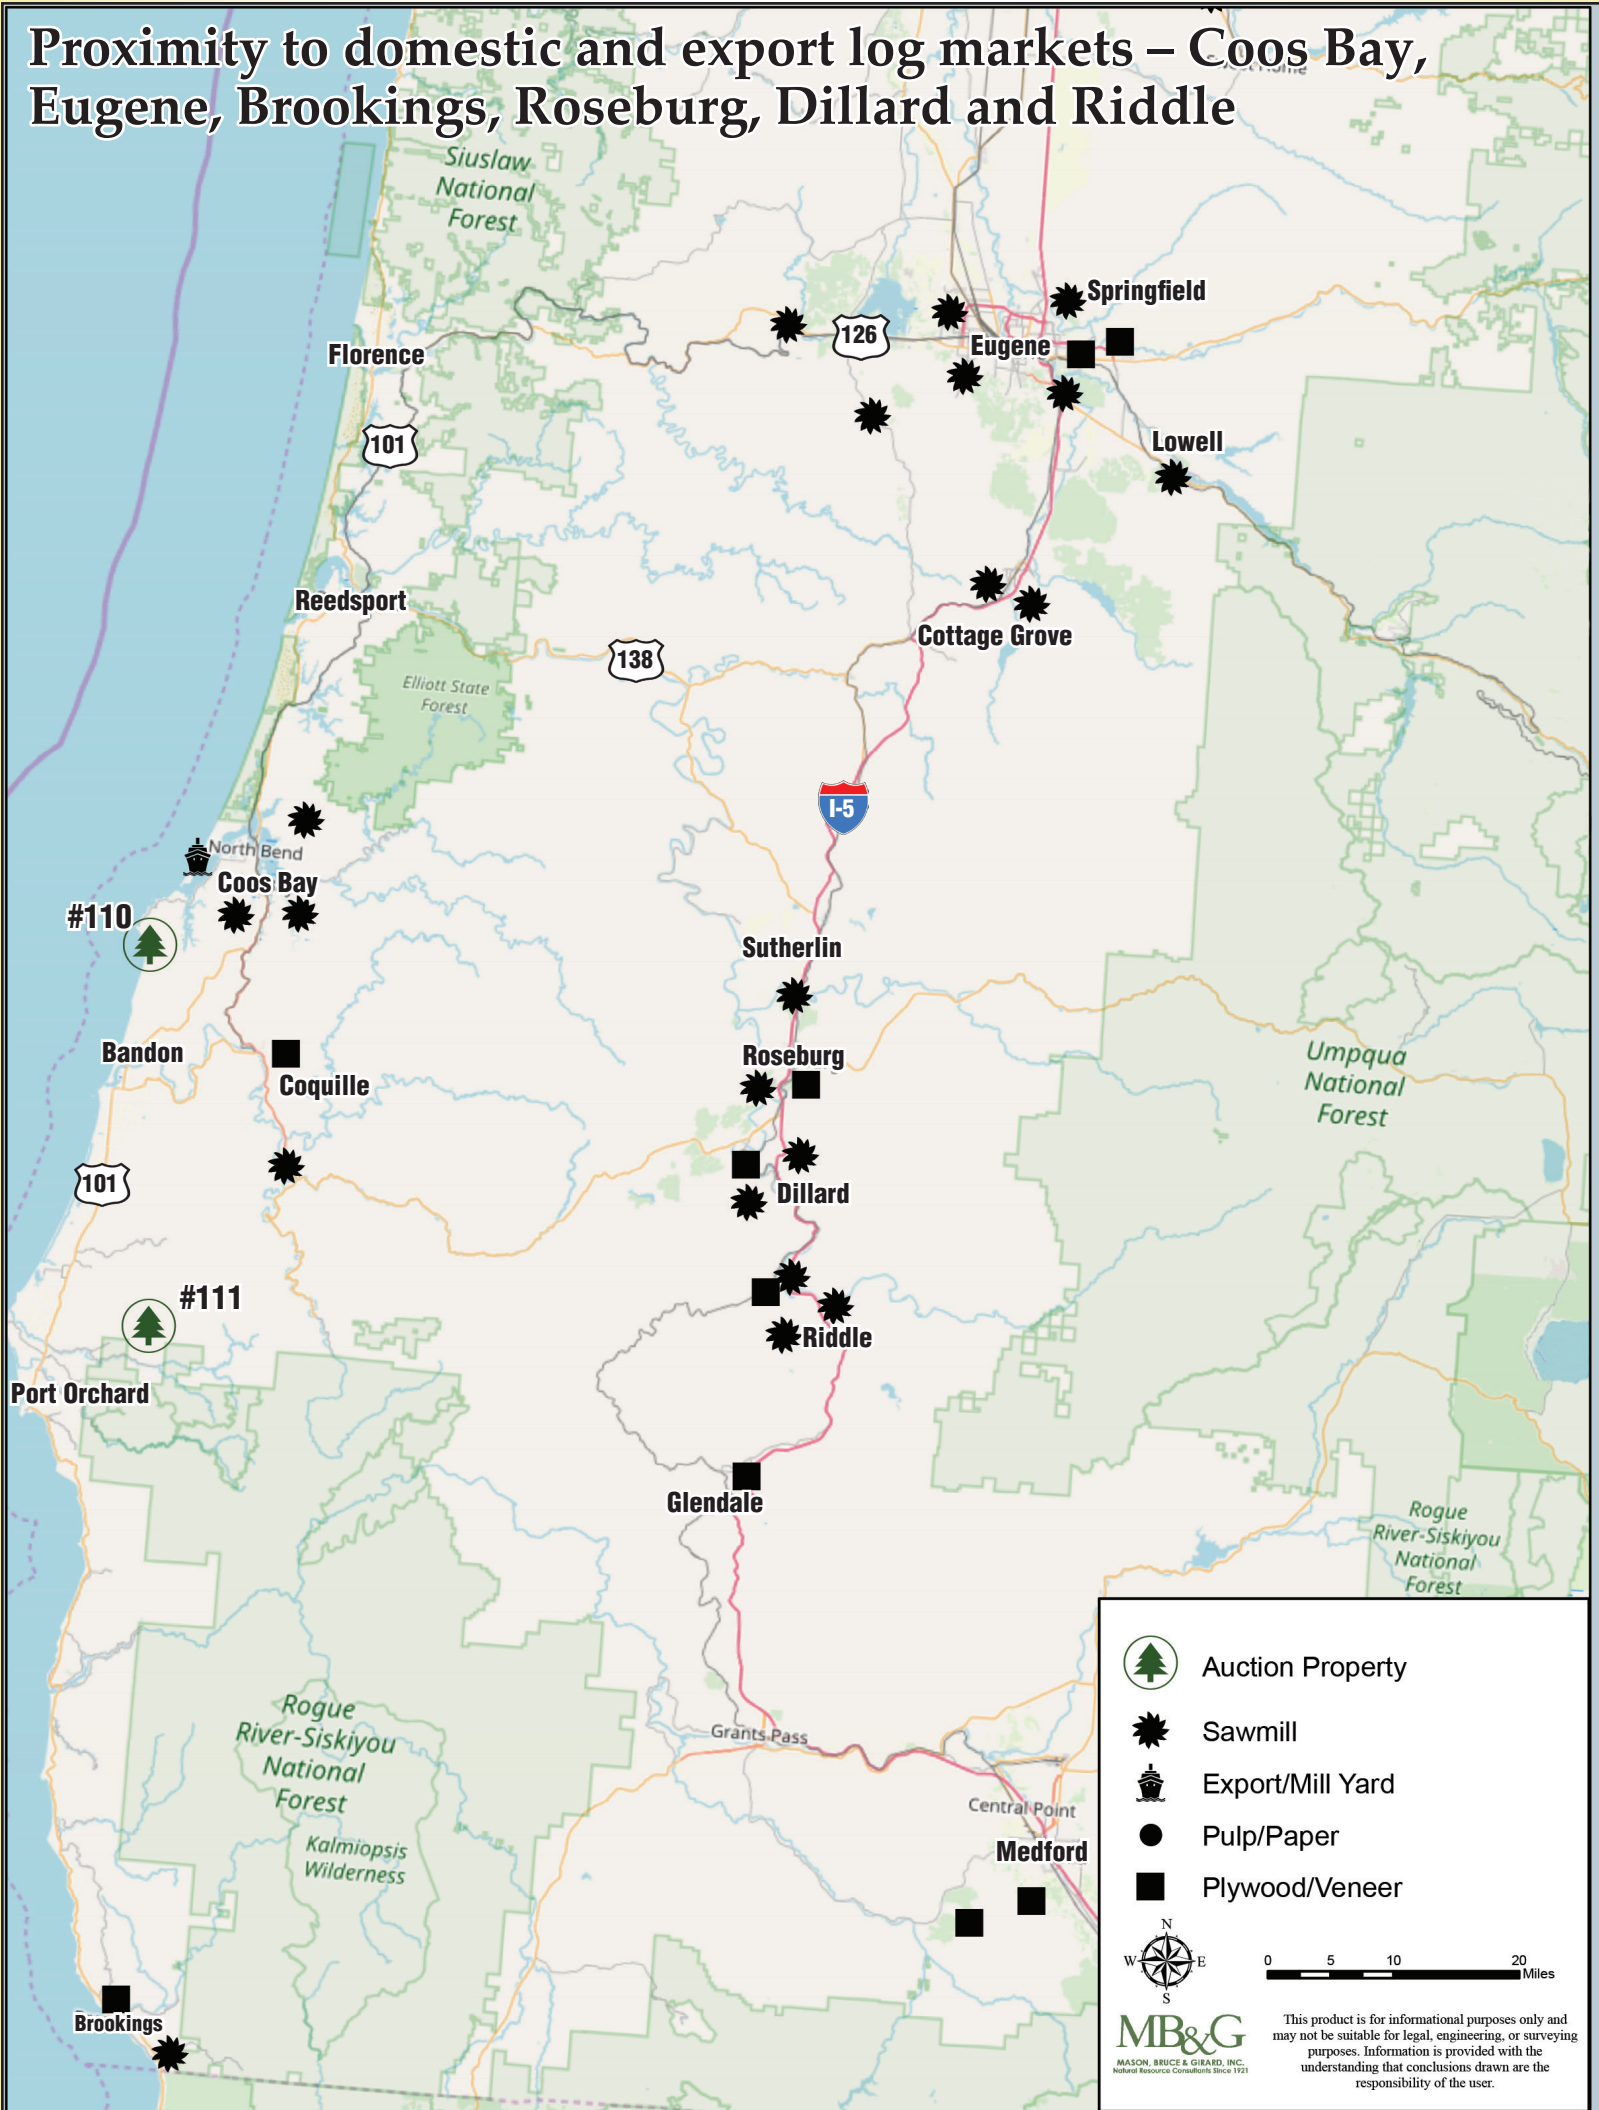 Proximity to domestic and export log markets – Coos Bay,
Eugene, Brookings, Roseburg, Dillard and Riddle
Siuslaw
National
Forest
Springfield
126
Eugene
Florence
101
Lowell
Reedsport
Cottage Grove
138
Elliott State
Forest
I-5
North Bend
Coos Bay
#110
Sutherlin
Bandon
Roseburg
Coquille
Umpqua
National
Forest
101
Dillard
#111
Riddle
Port Orchard
Glendale
Rogue
River-Siskiyou
National
Forest
Rogue
River-Siskiyou
National
Forest
Grants Pass
Central Point
Kalmiopsis
Wilderness
Medford
Brookings
Auction Property
Sawmill
Export/Mill Yard
Pulp/Paper
Plywood/Veneer
N
W E
S
0 5 10 20
Miles
MB&G
MASON, BRUCE & GIRARD, INC.
Natural Resource Consultants Since 1921
This product is for informational purposes only and
may not be suitable for legal, engineering, or surveying
purposes. Information is provided with the
understanding that conclusions drawn are the
responsibility of the user.